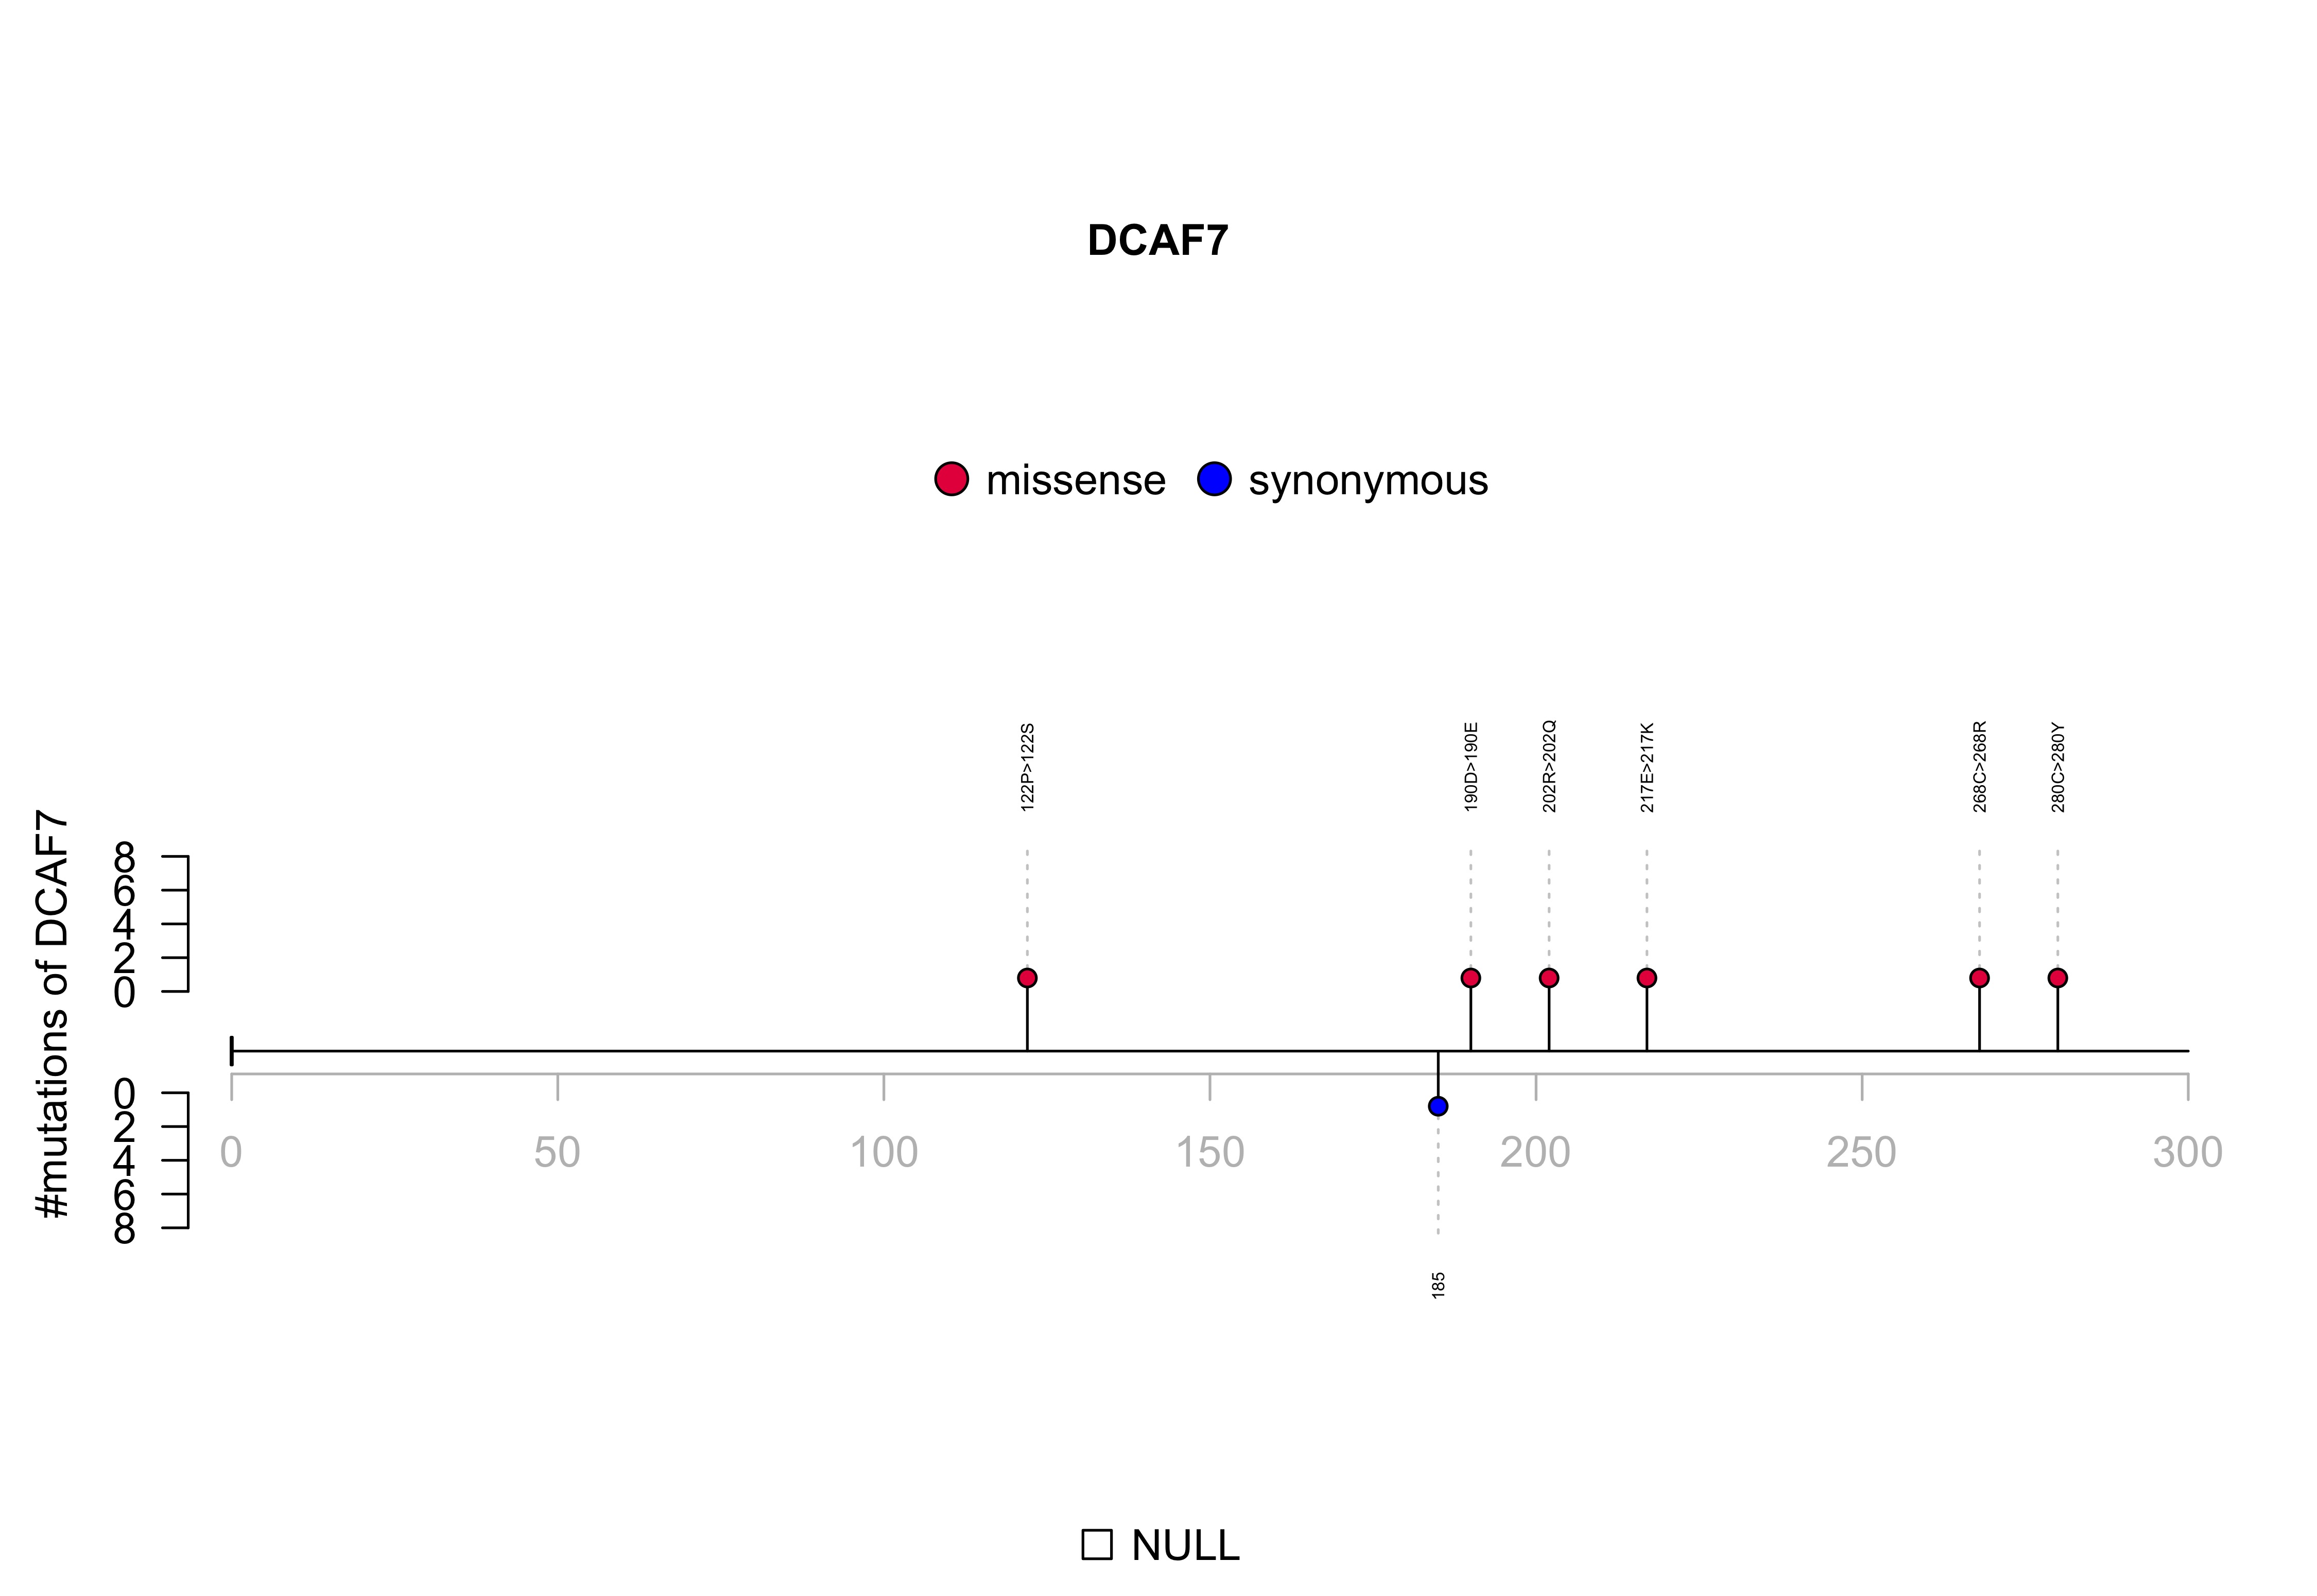 DCAF7
missense synonymous
122P>122S
190D>190E
202R>202Q
217E>217K
268C>268R
280C>280Y
#mutations of DCAF7
8
6
4
2
0
0
2
4
6
8
0 50 100 150 200 250 300
185
NULL